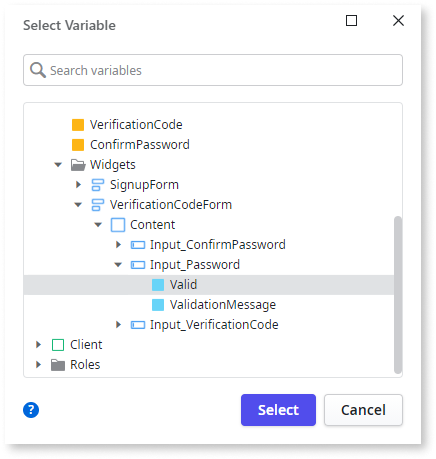 Select Variable
Search variables
VerificationCode
ConfirmPassword
Widgets
SignupForm
VerificationCodeForm
Content
Input_ConfirmPassword
Input_Password
Valid
ValidationMessage
Input_VerificationCode
Client
Roles
?
Select
Cancel